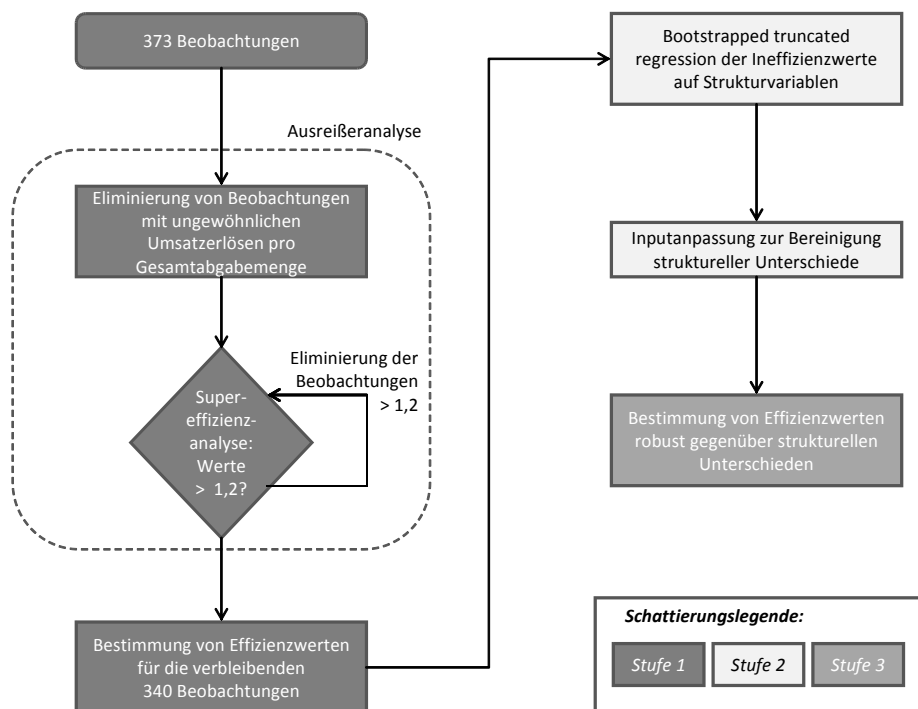 373 Beobachtungen
Ausreißeranalyse
Eliminierung von Beobachtungen
mit ungewöhnlichen
Umsatzerlösen pro
Gesamtabgabemenge
Eliminierung der
Beobachtungen
> 1,2
Super-
effizienz-
analyse:
Werte
> 1,2?
Bestimmung von Effizienzwerten
für die verbleibenden
340 Beobachtungen
Bootstrapped truncated
regression der Ineffizienzwerte
auf Strukturvariablen
Inputanpassung zur Bereinigung
struktureller Unterschiede
Bestimmung von Effizienzwerten
robust gegenüber strukturellen
Unterschieden
Schattierungslegende:
Stufe 1
Stufe 2
Stufe 3